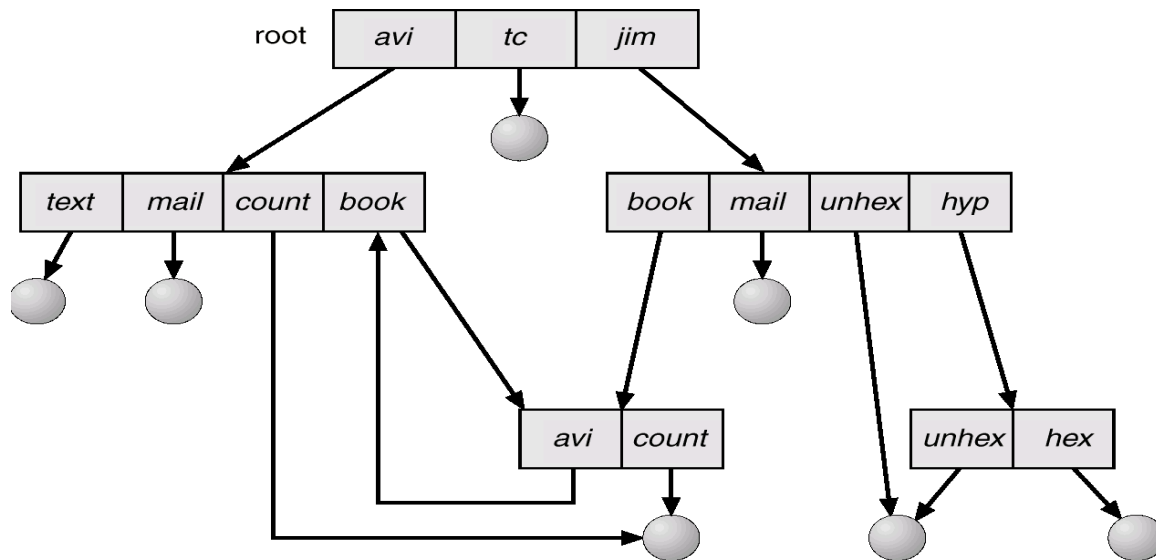 root avi tc jim
text mail count book book mail unhex hyp
avi count unhex hex